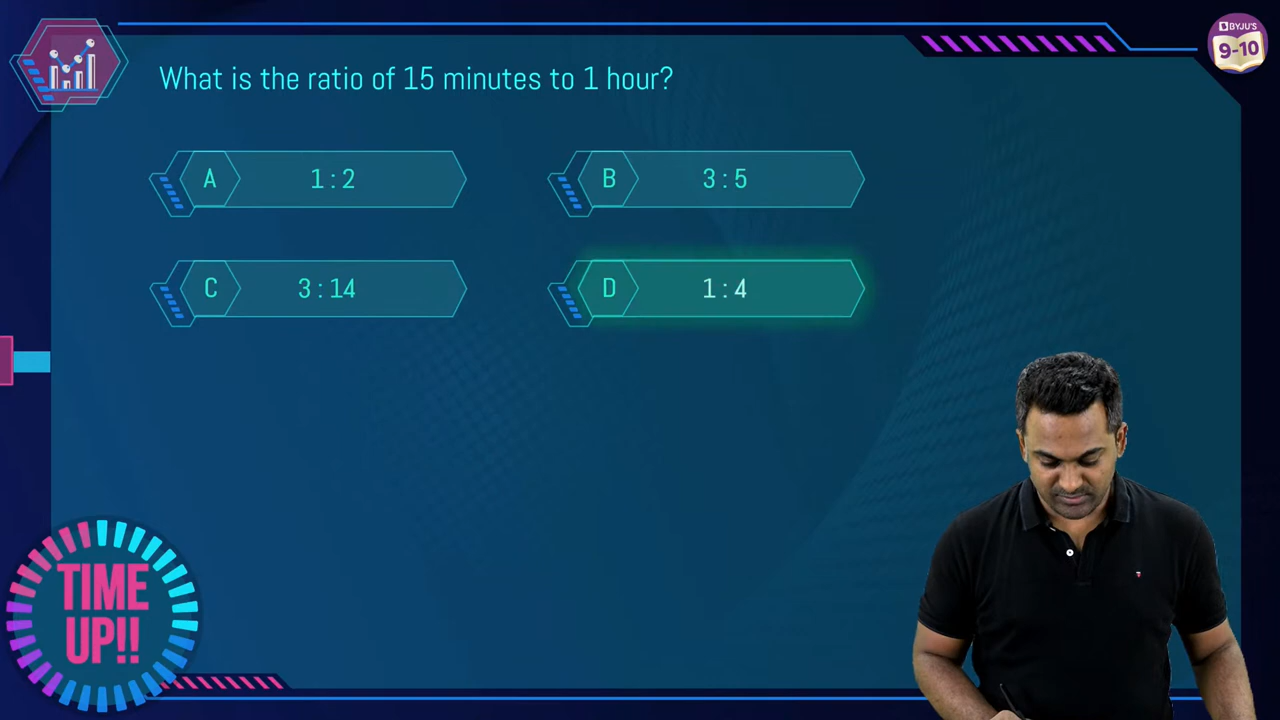 What is the ratio of 15 minutes to 1 hour?
BYJU'S
9-10
A 1 : 2
B 3 : 5
C 3 : 14
D 1 : 4
TIME
UP!!